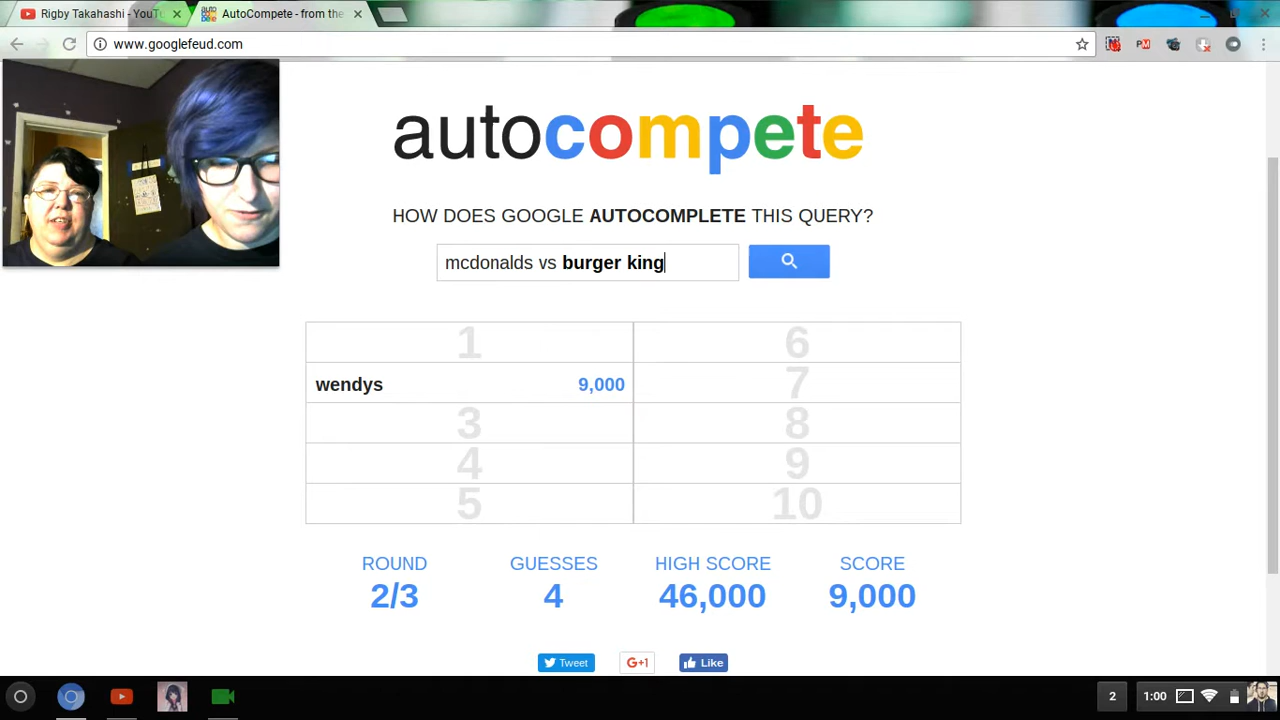 Rigby Takahashi - YouT
AutoCompete - from the
www.googlefeud.com
autocompete
HOW DOES GOOGLE AUTOCOMPLETE THIS QUERY?
mcdonalds vs burger king
1
6
wendys 9,000
7
3
8
4
9
5
10
ROUND GUESSES HIGH SCORE SCORE
2/3 4 46,000 9,000
Tweet G+1 Like
2 1:00